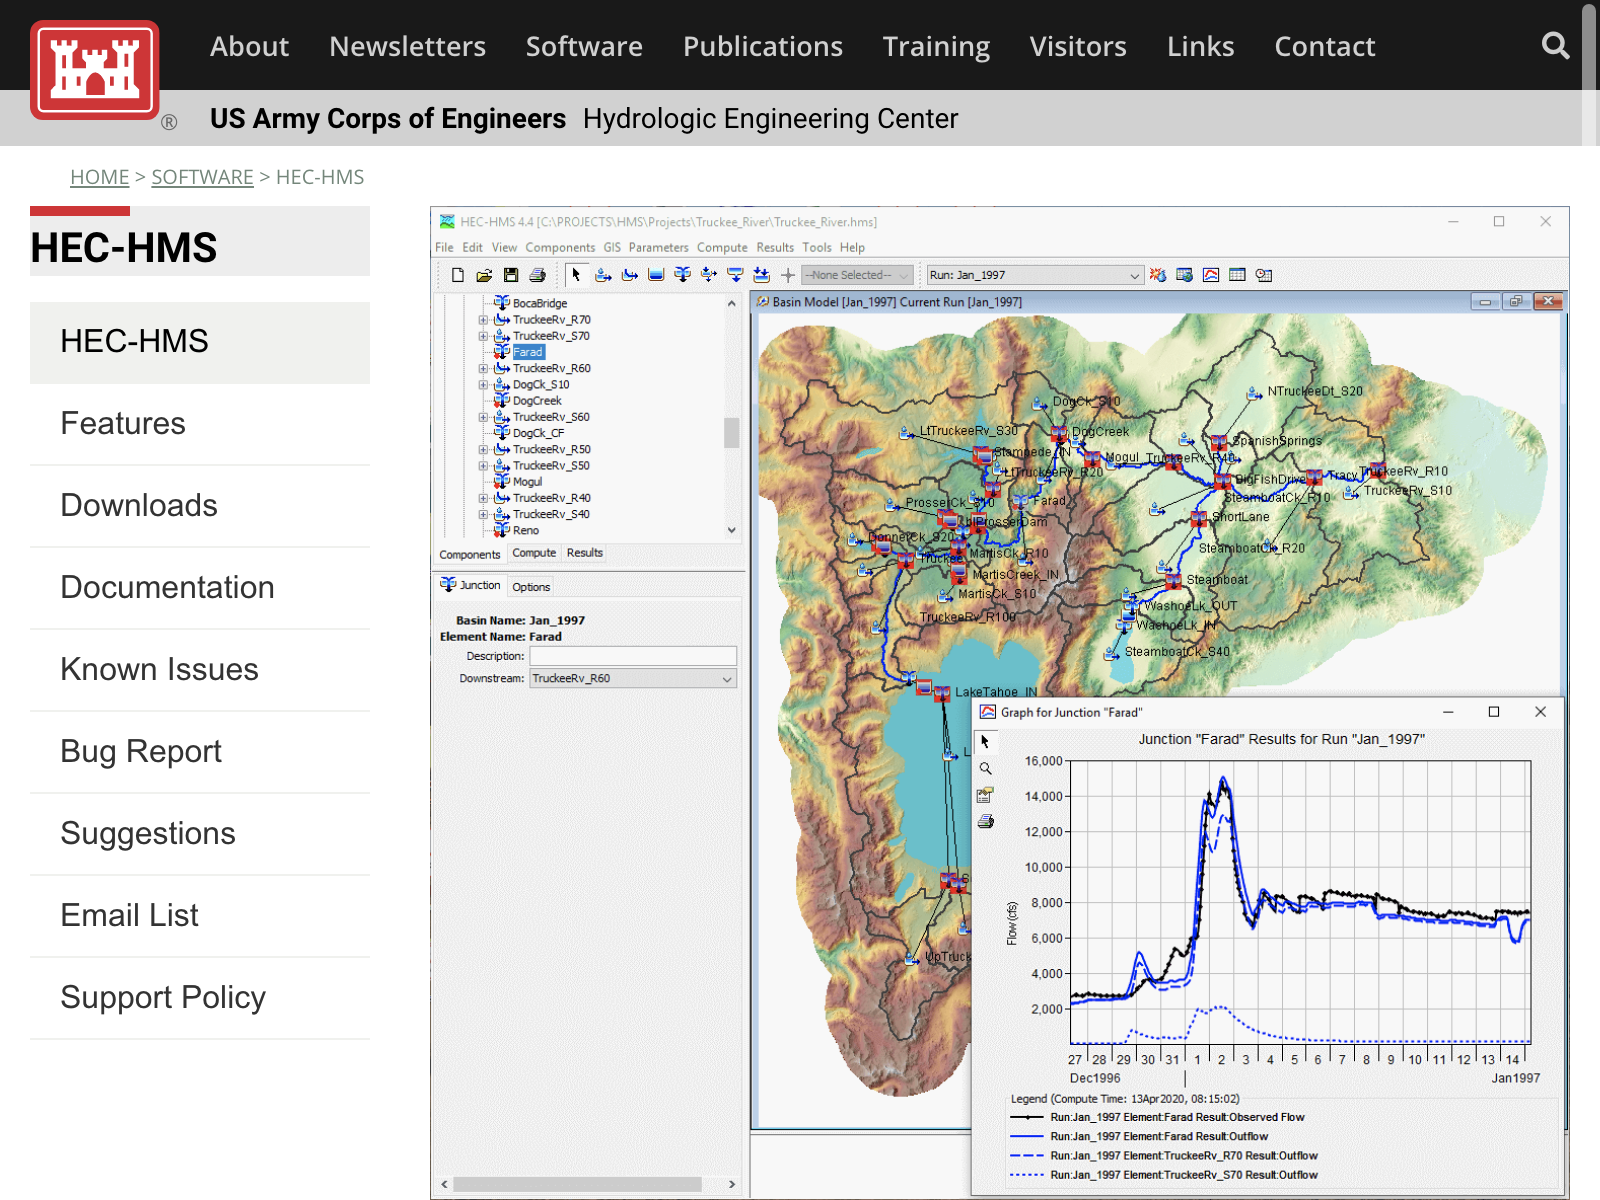 About Newsletters Software Publications Training Visitors Links Contact
®
US Army Corps of Engineers Hydrologic Engineering Center
HOME > SOFTWARE > HEC-HMS
HEC-HMS
HEC-HMS
Features
Downloads
Documentation
Known Issues
Bug Report
Suggestions
Email List
Support Policy
HEC-HMS 4.4 [C:\PROJECTS\HMS\Projects\Truckee_River\Truckee_River.hms]
File Edit View Components GIS Parameters Compute Results Tools Help
--None Selected-- Run: Jan_1997
BocaBridge
TruckeeRv_R70
TruckeeRv_S70
Farad
TruckeeRv_R60
DogCk_S10
DogCreek
TruckeeRv_S60
DogCk_CF
TruckeeRv_R50
TruckeeRv_S50
Mogul
TruckeeRv_R40
TruckeeRv_S40
Reno
Components Compute Results
Junction Options
Basin Name: Jan_1997
Element Name: Farad
Description:
Downstream: TruckeeRv_R60
Basin Model [Jan_1997] Current Run [Jan_1997]
NTruckeeDt_S20
DogCk_S10
LtTruckeeRv_S30
DogCreek
SpanishSprings
Stampede_IN
Mogul
TruckeeRv_R40
LtTruckeeRv_R20
Tracy
TruckeeRv_R10
BigFishDrive
TruckeeRv_S10
SteamboatCk_R10
ProsserCk_S10
Farad
ShortLane
blProsserDam
DonnerCk_S20
SteamboatCk_R20
MartisCk_R10
Truckee
MartisCreek_IN
Steamboat
MartisCk_S10
WashoeLk_OUT
TruckeeRv_R100
WashoeLk_IN
SteamboatCk_S40
LakeTahoe_IN
UpTruck
Graph for Junction "Farad"
Junction "Farad" Results for Run "Jan_1997"
16,000
14,000
12,000
10,000
8,000
6,000
4,000
2,000
Flow (cfs)
27 28 29 30 31 1 2 3 4 5 6 7 8 9 10 11 12 13 14
Dec1996 Jan1997
Legend (Compute Time: 13Apr2020, 08:15:02)
Run:Jan_1997 Element:Farad Result:Observed Flow
Run:Jan_1997 Element:Farad Result:Outflow
Run:Jan_1997 Element:TruckeeRv_R70 Result:Outflow
Run:Jan_1997 Element:TruckeeRv_S70 Result:Outflow